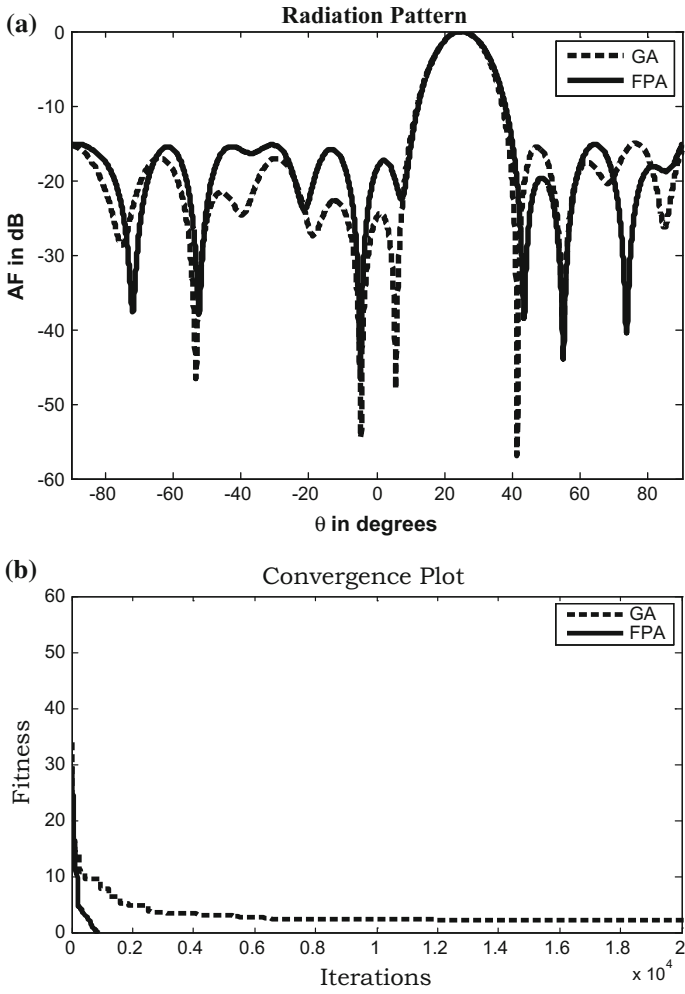 (a)
Radiation Pattern
0
-10
-20
-30
-40
-50
-60
AF in dB
GA
FPA
-80 -60 -40 -20 0 20 40 60 80
θ in degrees
(b)
Convergence Plot
60
50
40
30
20
10
0
Fitness
GA
FPA
0 0.2 0.4 0.6 0.8 1 1.2 1.4 1.6 1.8 20
Iterations
x 10⁴